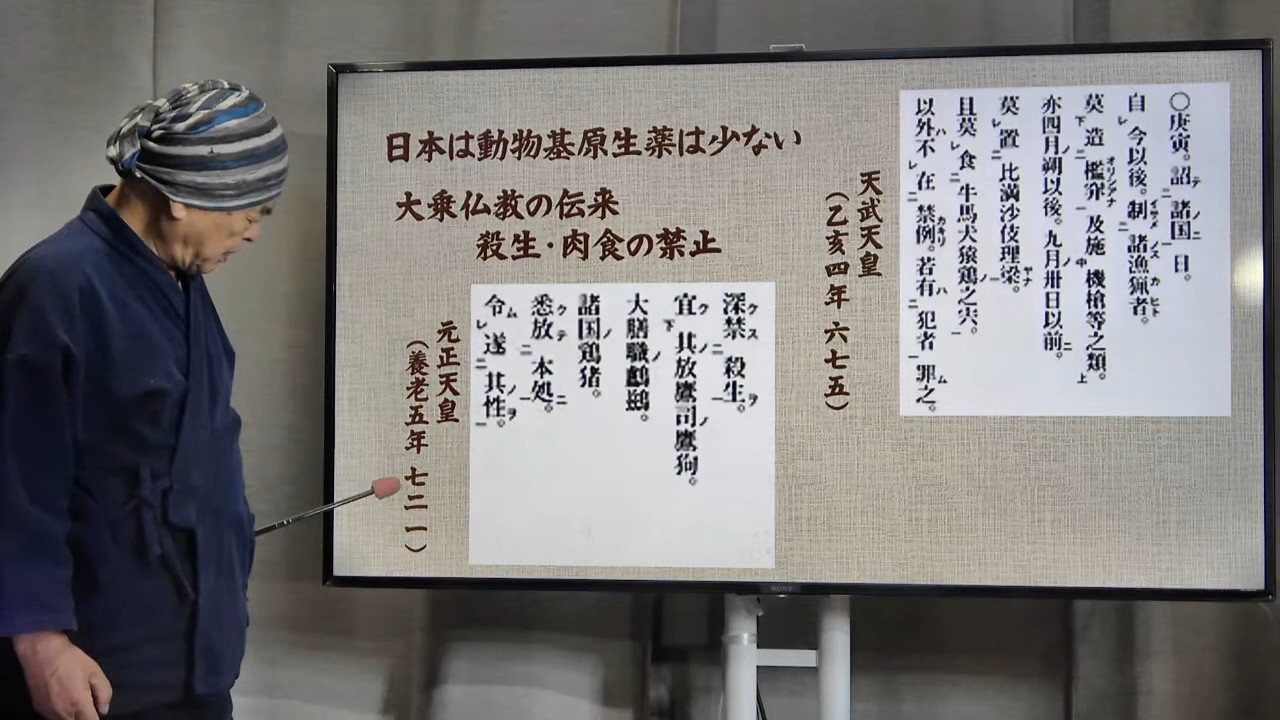 日本は動物基原生薬は少ない
大乗仏教の伝来
殺生・肉食の禁止
〇庚寅。詔諸国曰。
自今以後。制諸漁猟者。
莫造檻穽及施機槍等之類。
亦四月朔以後。九月卅日以前。
莫置比満沙伎理梁。
且莫食牛馬犬猿鶏之宍。
以外不在禁例。若有犯者罪之。
天武天皇
(乙亥四年 六七五)
深禁殺生。
宜其放鷹司鷹狗。
大膳職鸕鷀。
諸国鶏猪。
悉放本処。
令遂其性。
元正天皇
(養老五年 七二一)
SONY